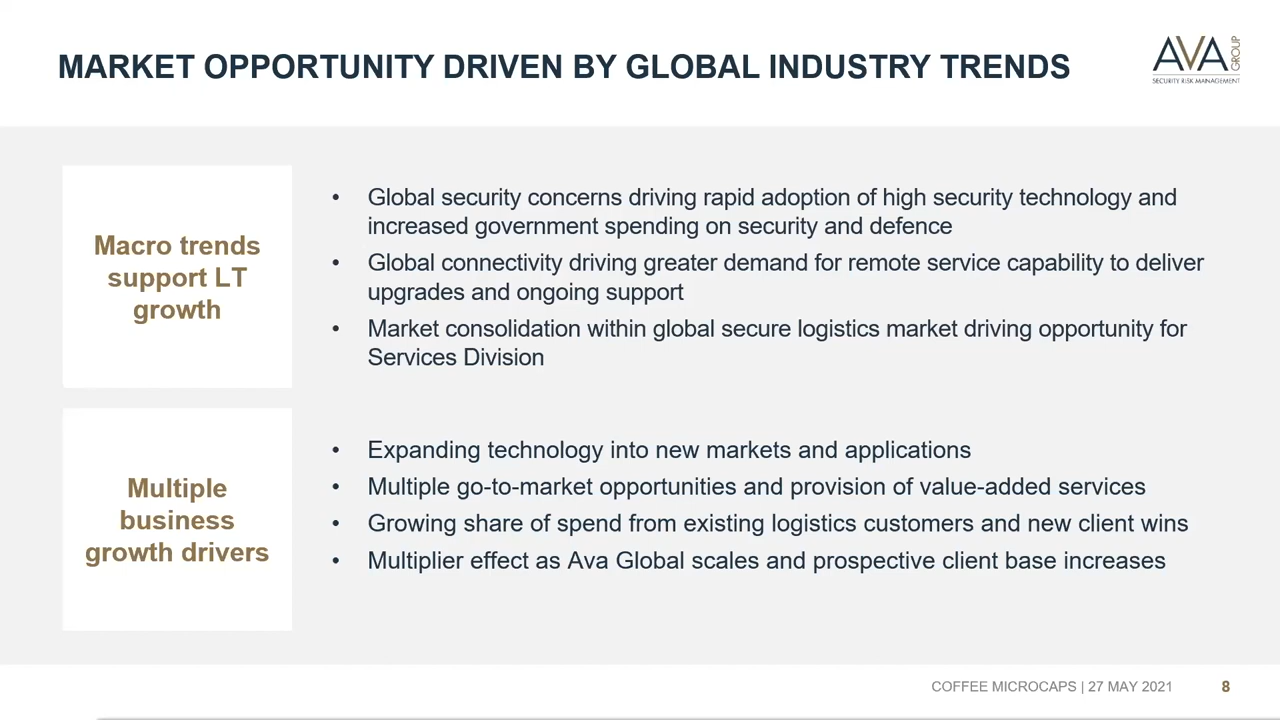 MARKET OPPORTUNITY DRIVEN BY GLOBAL INDUSTRY TRENDS
AVA GROUP
SECURITY RISK MANAGEMENT
Macro trends
support LT
growth
• Global security concerns driving rapid adoption of high security technology and
increased government spending on security and defence
• Global connectivity driving greater demand for remote service capability to deliver
upgrades and ongoing support
• Market consolidation within global secure logistics market driving opportunity for
Services Division
Multiple
business
growth drivers
• Expanding technology into new markets and applications
• Multiple go-to-market opportunities and provision of value-added services
• Growing share of spend from existing logistics customers and new client wins
• Multiplier effect as Ava Global scales and prospective client base increases
COFFEE MICROCAPS | 27 MAY 2021 8